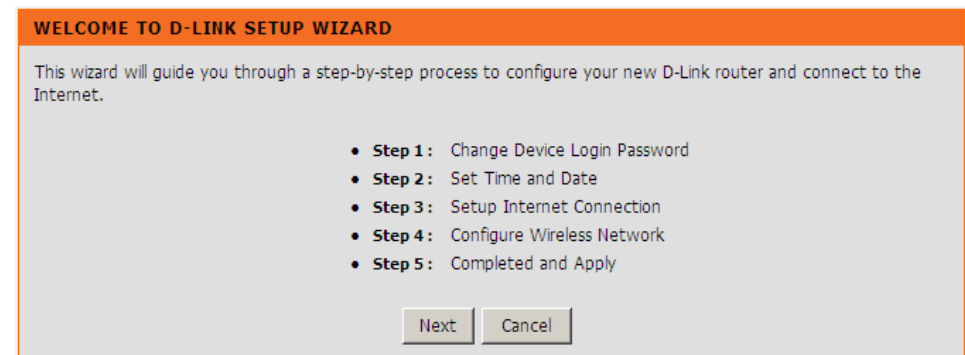 WELCOME TO D-LINK SETUP WIZARD
This wizard will guide you through a step-by-step process to configure your new D-Link router and connect to the
Internet.
• Step 1 : Change Device Login Password
• Step 2 : Set Time and Date
• Step 3 : Setup Internet Connection
• Step 4 : Configure Wireless Network
• Step 5 : Completed and Apply
Next Cancel